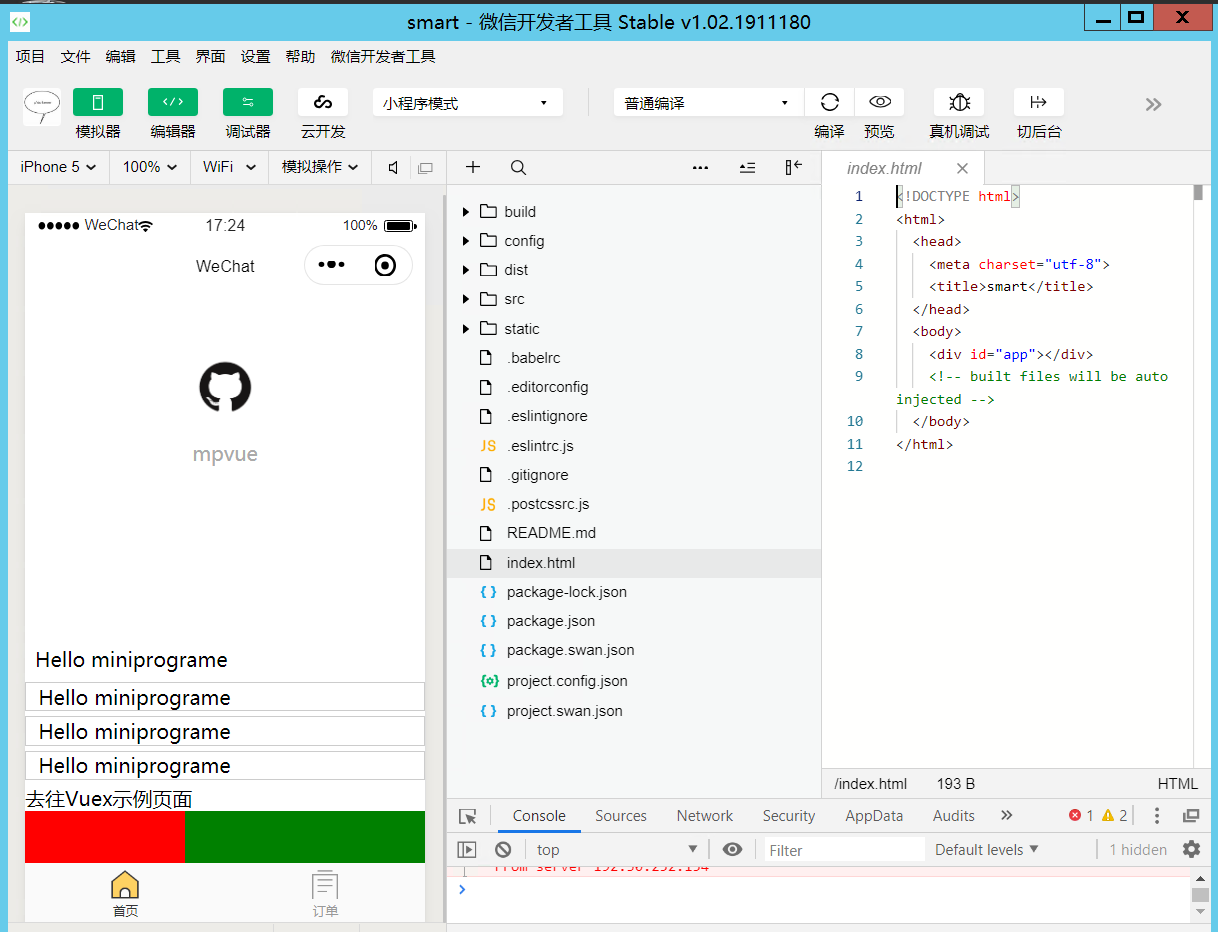 smart - 微信开发者工具 Stable v1.02.1911180
项目 文件 编辑 工具 界面 设置 帮助 微信开发者工具
模拟器 编辑器 调试器 云开发
小程序模式
普通编译
编译 预览 真机调试 切后台
iPhone 5 100% WiFi 模拟操作
WeChat 17:24 100%
WeChat
mpvue
Hello miniprograme
Hello miniprograme
Hello miniprograme
Hello miniprograme
去往Vuex示例页面
首页 订单
build
config
dist
src
static
.babelrc
.editorconfig
.eslintignore
JS .eslintrc.js
.gitignore
JS .postcssrc.js
README.md
index.html
{} package-lock.json
{} package.json
{} package.swan.json
project.config.json
{} project.swan.json
index.html
1 <!DOCTYPE html>
2 <html>
3 <head>
4 <meta charset="utf-8">
5 <title>smart</title>
6 </head>
7 <body>
8 <div id="app"></div>
9 <!-- built files will be auto
injected -->
10 </body>
11 </html>
12
/index.html 193 B HTML
Console Sources Network Security AppData Audits 1 2
top Filter Default levels 1 hidden